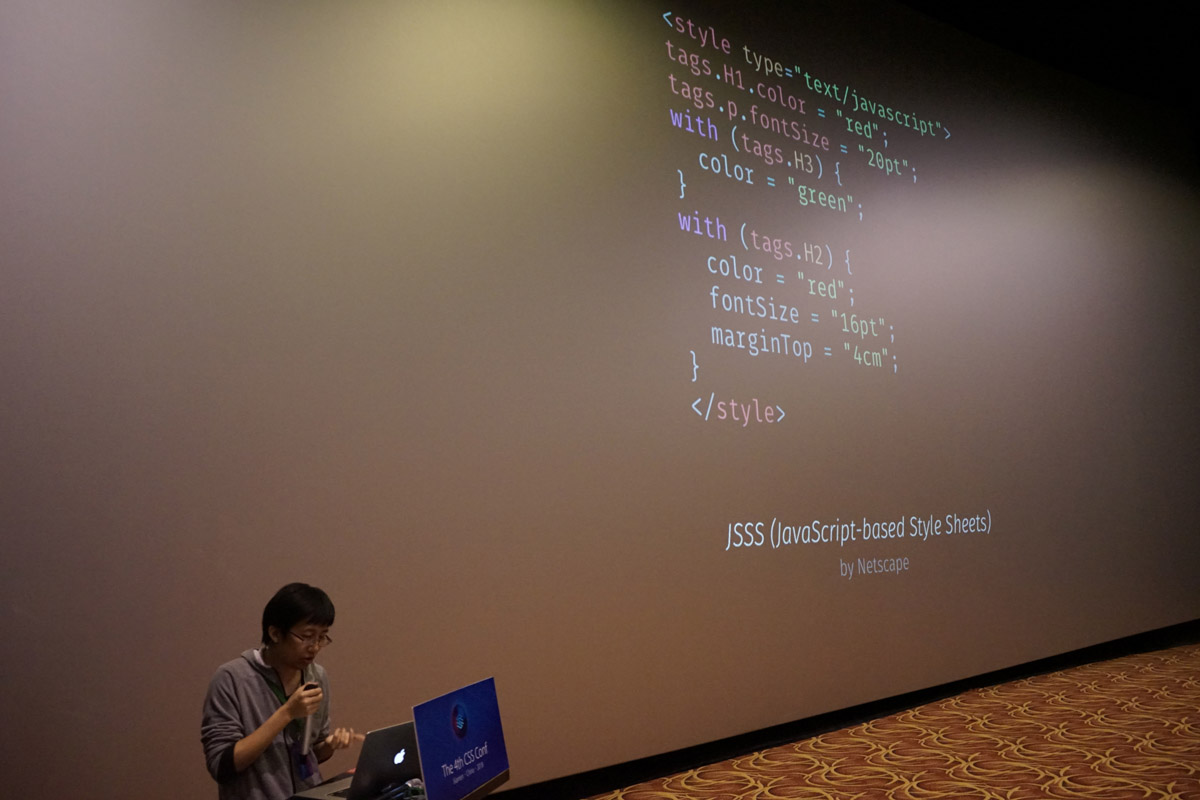 <style type="text/javascript">
tags.H1.color = "red";
tags.p.fontSize = "20pt";
with (tags.H3) {
color = "green";
}
with (tags.H2) {
color = "red";
fontSize = "16pt";
marginTop = "4cm";
}
</style>
JSSS (JavaScript-based Style Sheets)
by Netscape
The 4th CSS Conf